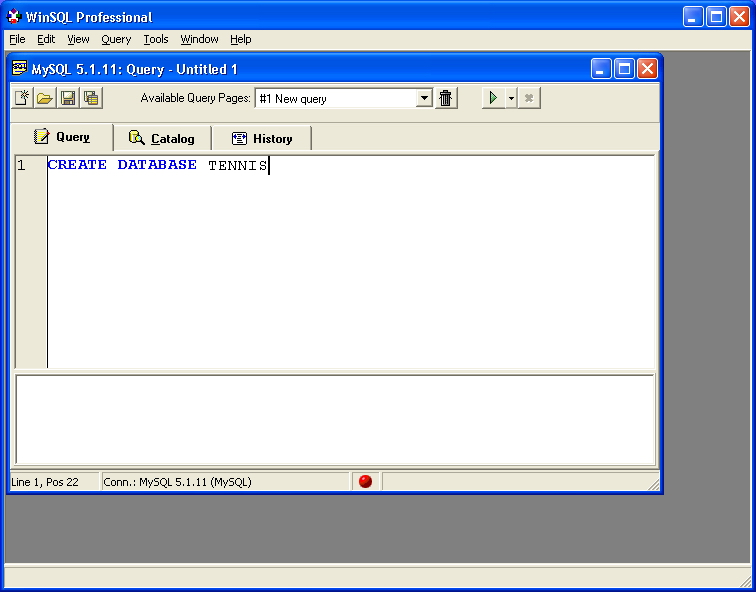 WinSQL Professional
File Edit View Query Tools Window Help
MySQL 5.1.11: Query - Untitled 1
Available Query Pages: #1 New query
Query Catalog History
1 CREATE DATABASE TENNIS
Line 1, Pos 22 Conn.: MySQL 5.1.11 (MySQL)